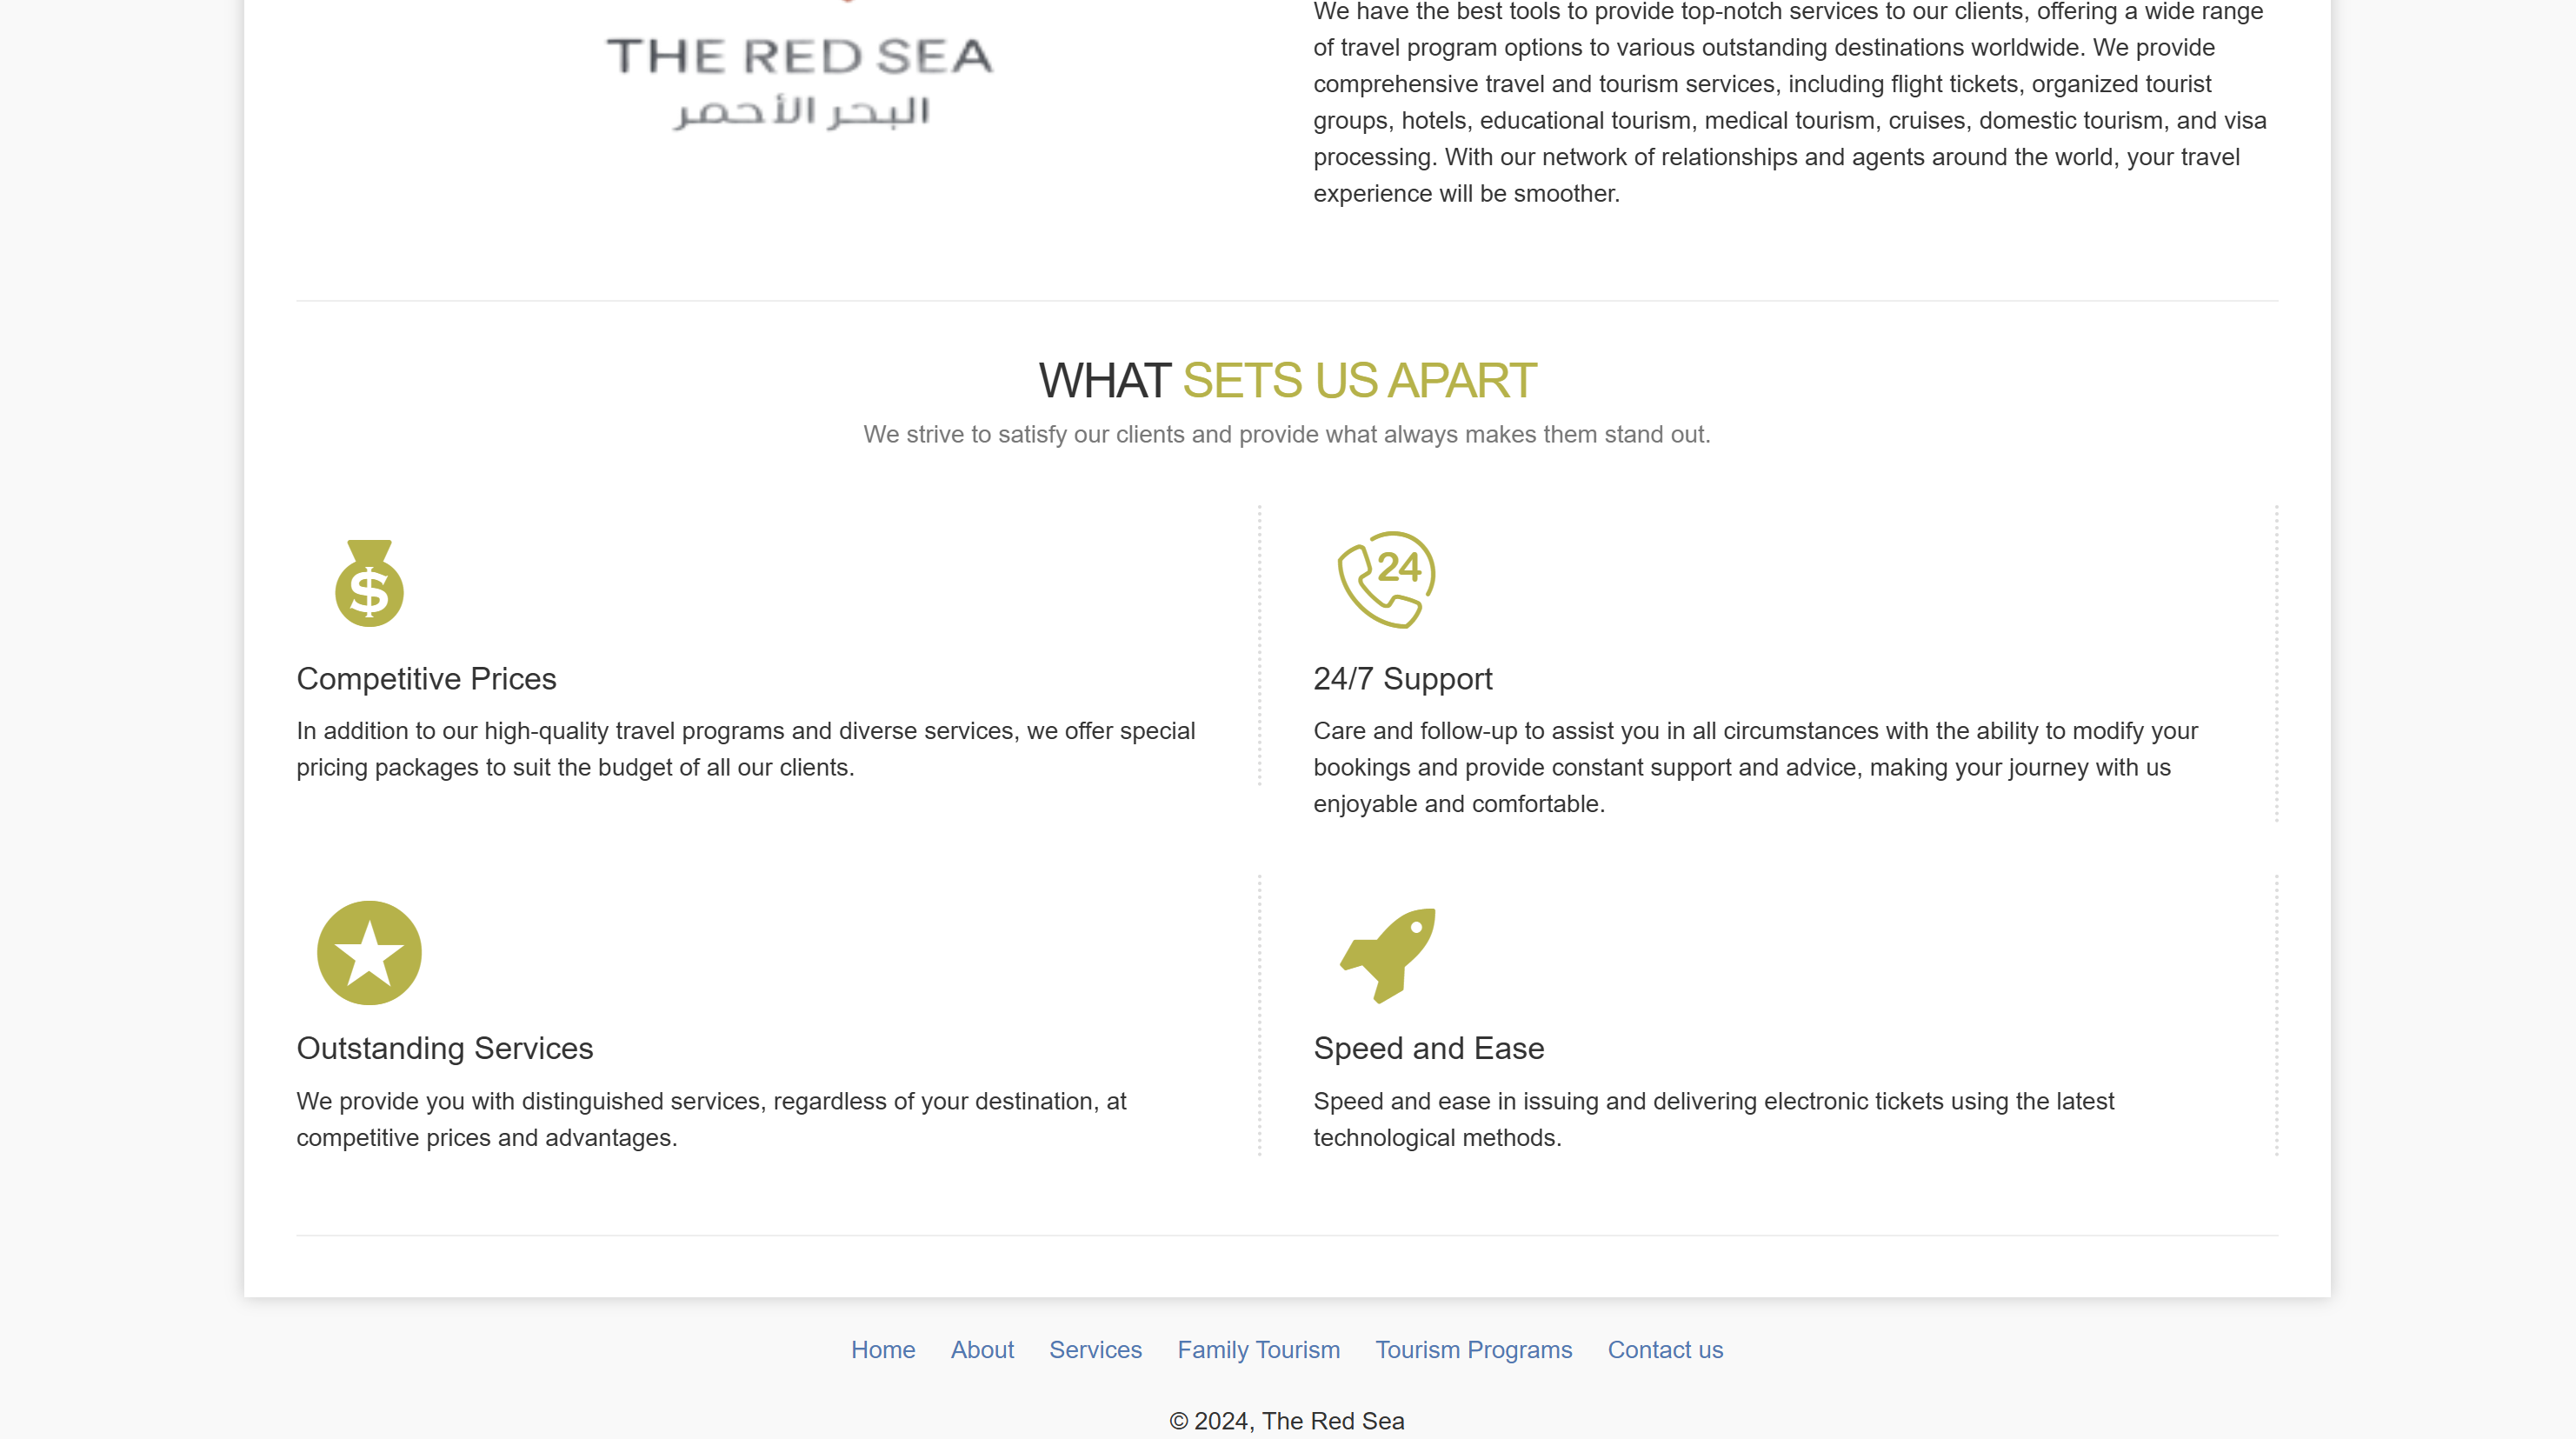 THE RED SEA
البحر الأحمر
We have the best tools to provide top-notch services to our clients, offering a wide range
of travel program options to various outstanding destinations worldwide. We provide
comprehensive travel and tourism services, including flight tickets, organized tourist
groups, hotels, educational tourism, medical tourism, cruises, domestic tourism, and visa
processing. With our network of relationships and agents around the world, your travel
experience will be smoother.
WHAT SETS US APART
We strive to satisfy our clients and provide what always makes them stand out.
$
Competitive Prices
In addition to our high-quality travel programs and diverse services, we offer special
pricing packages to suit the budget of all our clients.
24
24/7 Support
Care and follow-up to assist you in all circumstances with the ability to modify your
bookings and provide constant support and advice, making your journey with us
enjoyable and comfortable.
Outstanding Services
We provide you with distinguished services, regardless of your destination, at
competitive prices and advantages.
Speed and Ease
Speed and ease in issuing and delivering electronic tickets using the latest
technological methods.
Home About Services Family Tourism Tourism Programs Contact us
© 2024, The Red Sea